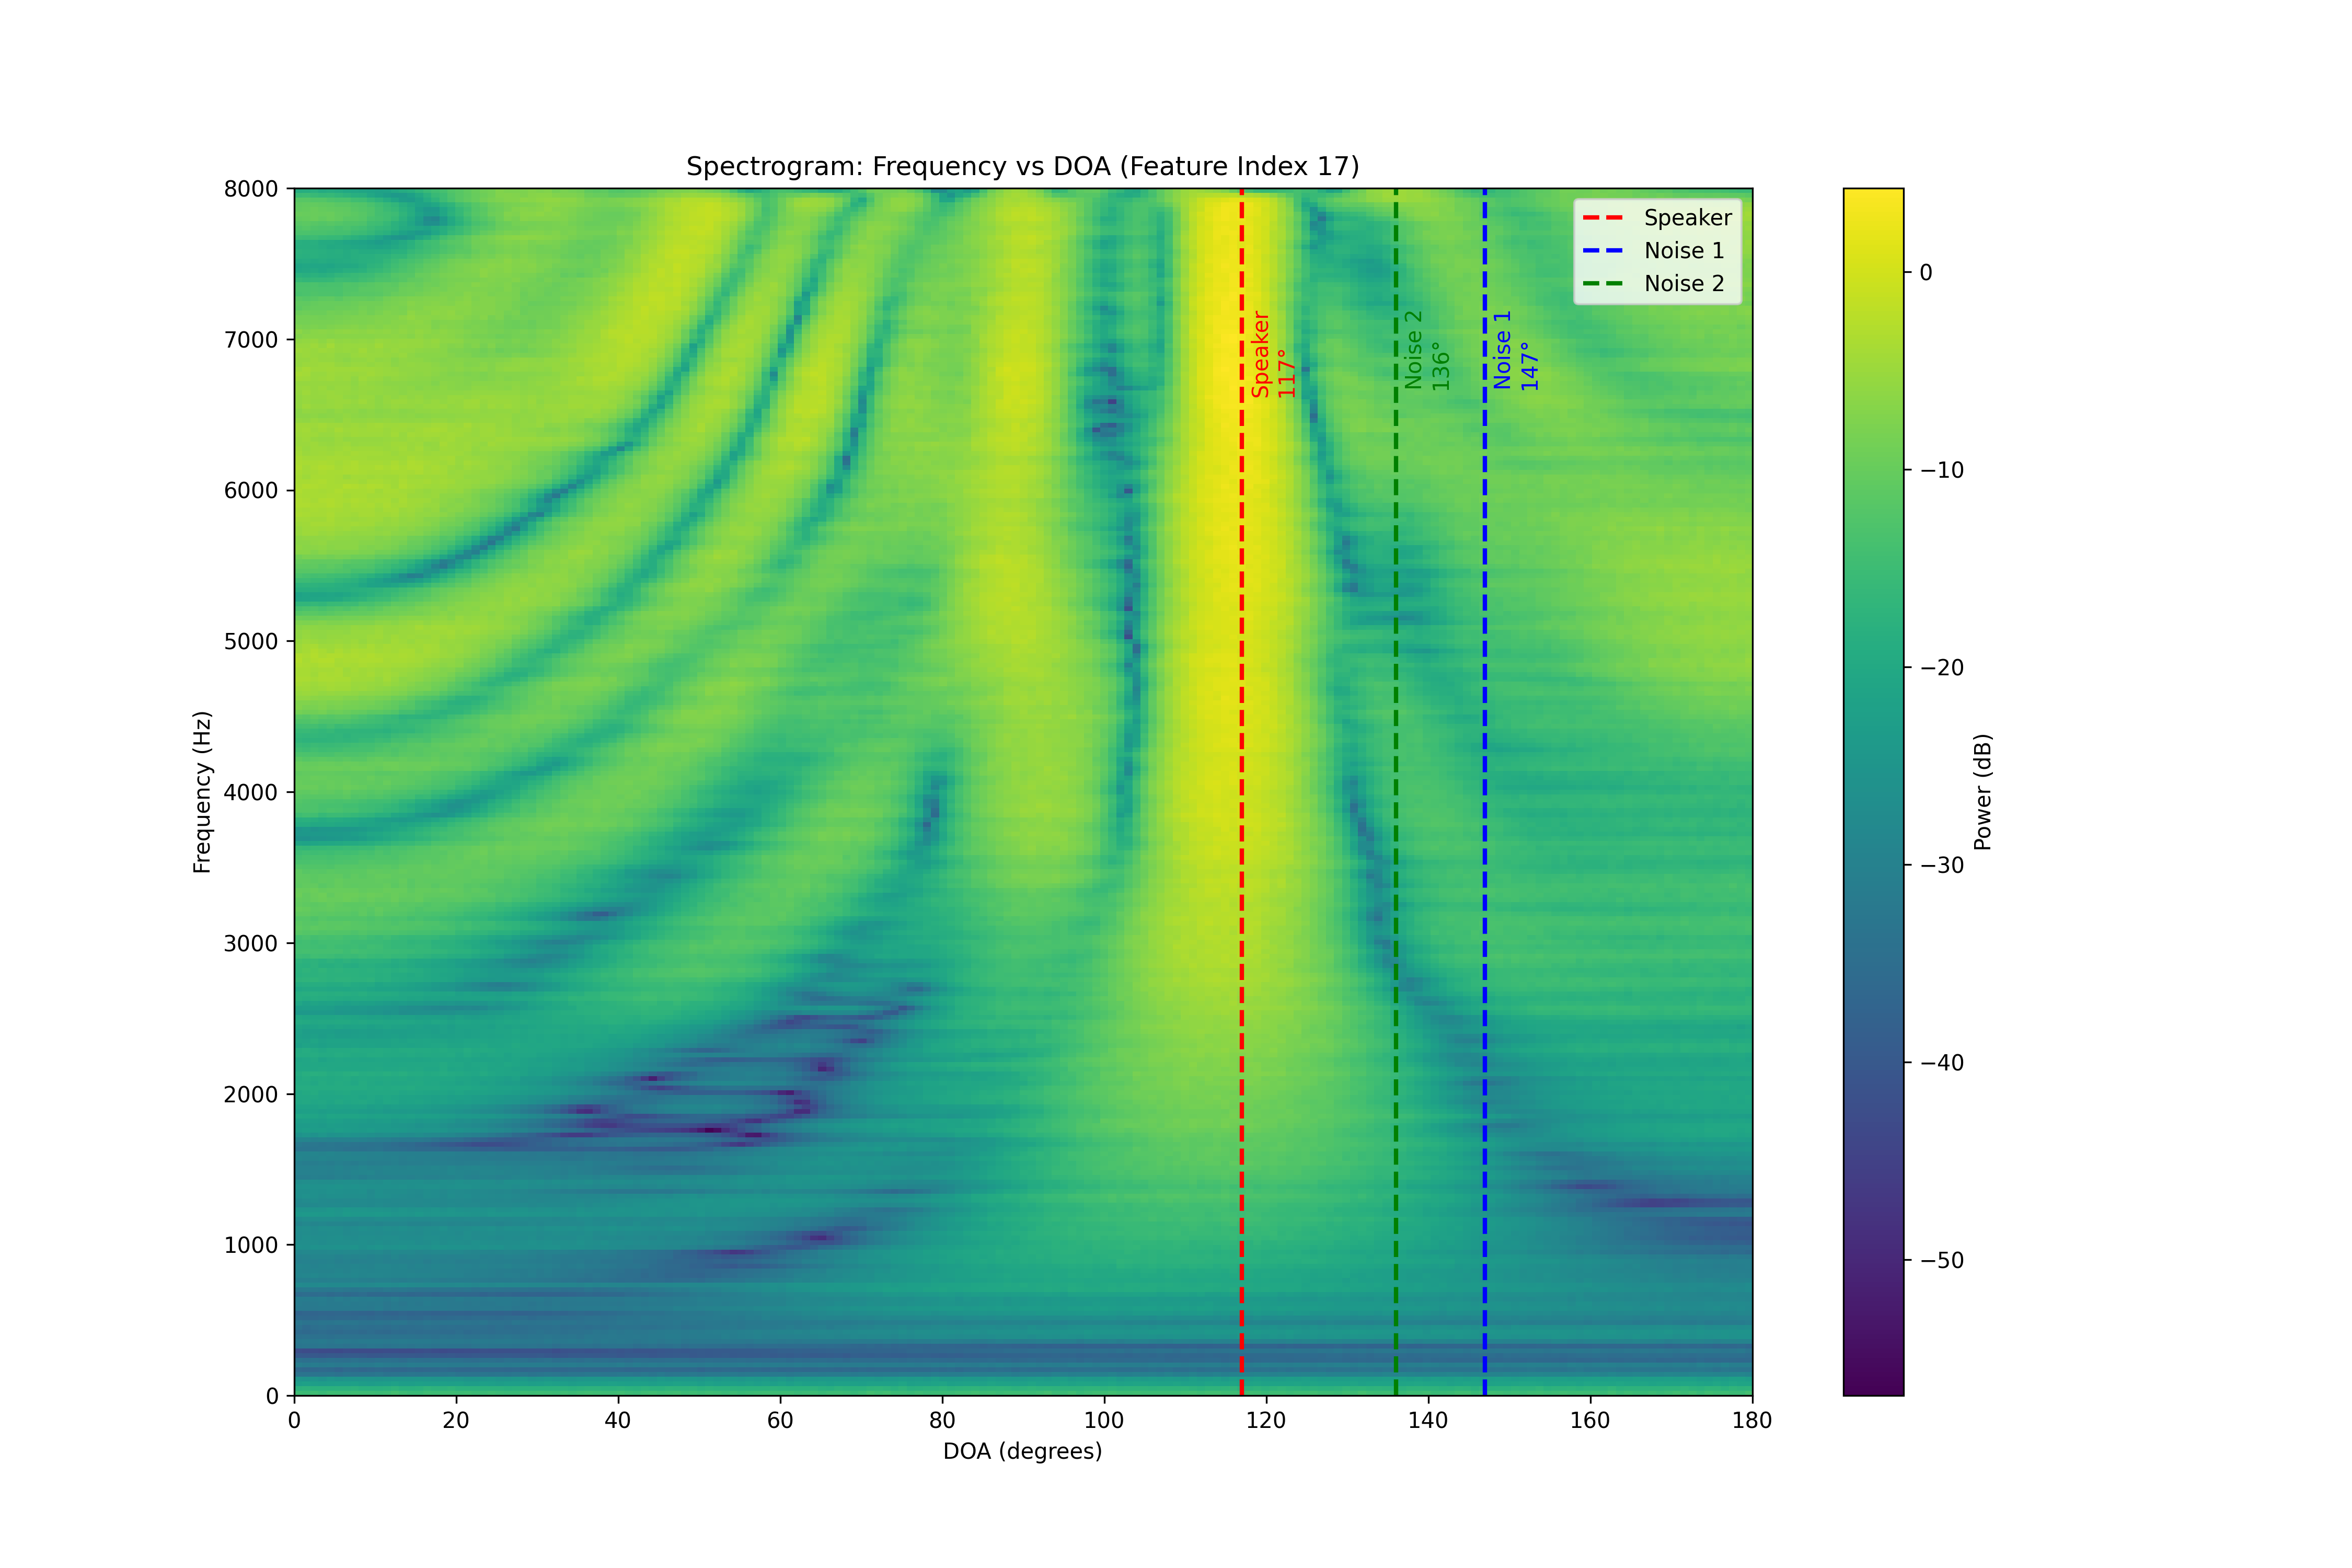 Spectrogram: Frequency vs DOA (Feature Index 17)
8000
7000
6000
5000
4000
3000
2000
1000
0
Frequency (Hz)
0
20
40
60
80
100
120
140
160
180
DOA (degrees)
Speaker
117°
Noise 2
136°
Noise 1
147°
Speaker
Noise 1
Noise 2
0
−10
−20
−30
−40
−50
Power (dB)